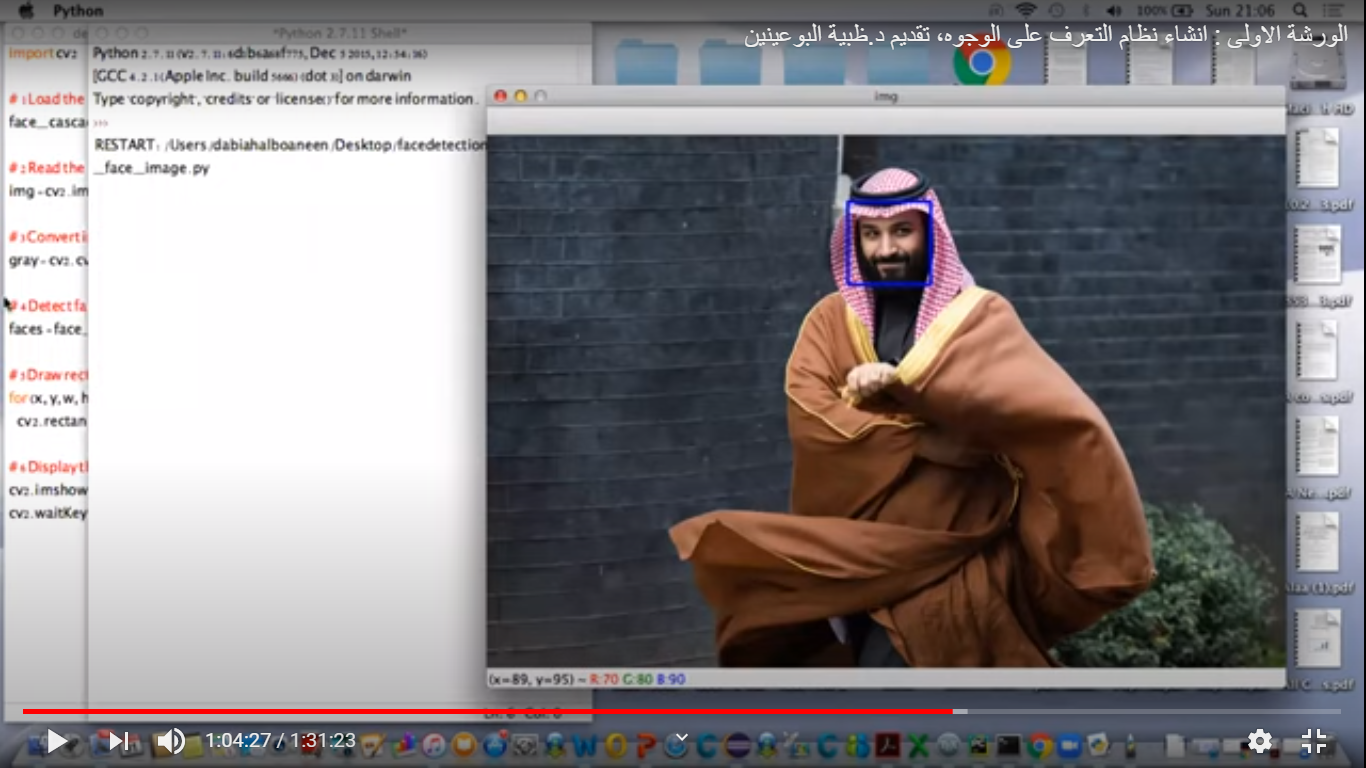 Python
100%
Sun 21:06
الورشة الاولى : انشاء نظام التعرف على الوجوه، تقديم د.ظبية البوعينين
*Python 2.7.11 Shell*
import cv2
# 1 Load the
face_casca
# 2 Read the
img - cv2.im
# 3 Convert i
gray - cv2.cv
# 4 Detect fa
faces - face_
# 5 Draw rect
for (x, y, w, h
cv2.rectan
# 6 Display t
cv2.imshow
cv2.waitKey
Python 2.7.11 (v2.7.11:
, Dec 5 2015, 12:54:16)
[GCC 4.2.1 (Apple Inc. build 5666) (dot 3)] on darwin
Type "copyright", "credits" or "license()" for more information.
>>>
RESTART: /Users/dabiahalboaneen/Desktop/facedetection
_face_image.py
img
(x=89, y=95) ~ R:70 G:80 B:90
1:04:27 / 1:31:23